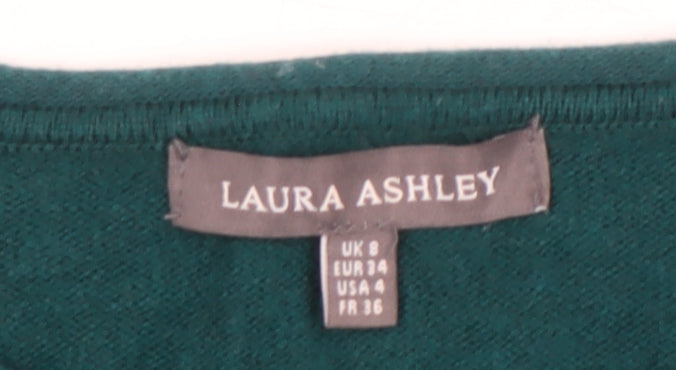 LAURA ASHLEY
UK 8
EUR 34
USA 4
FR 36